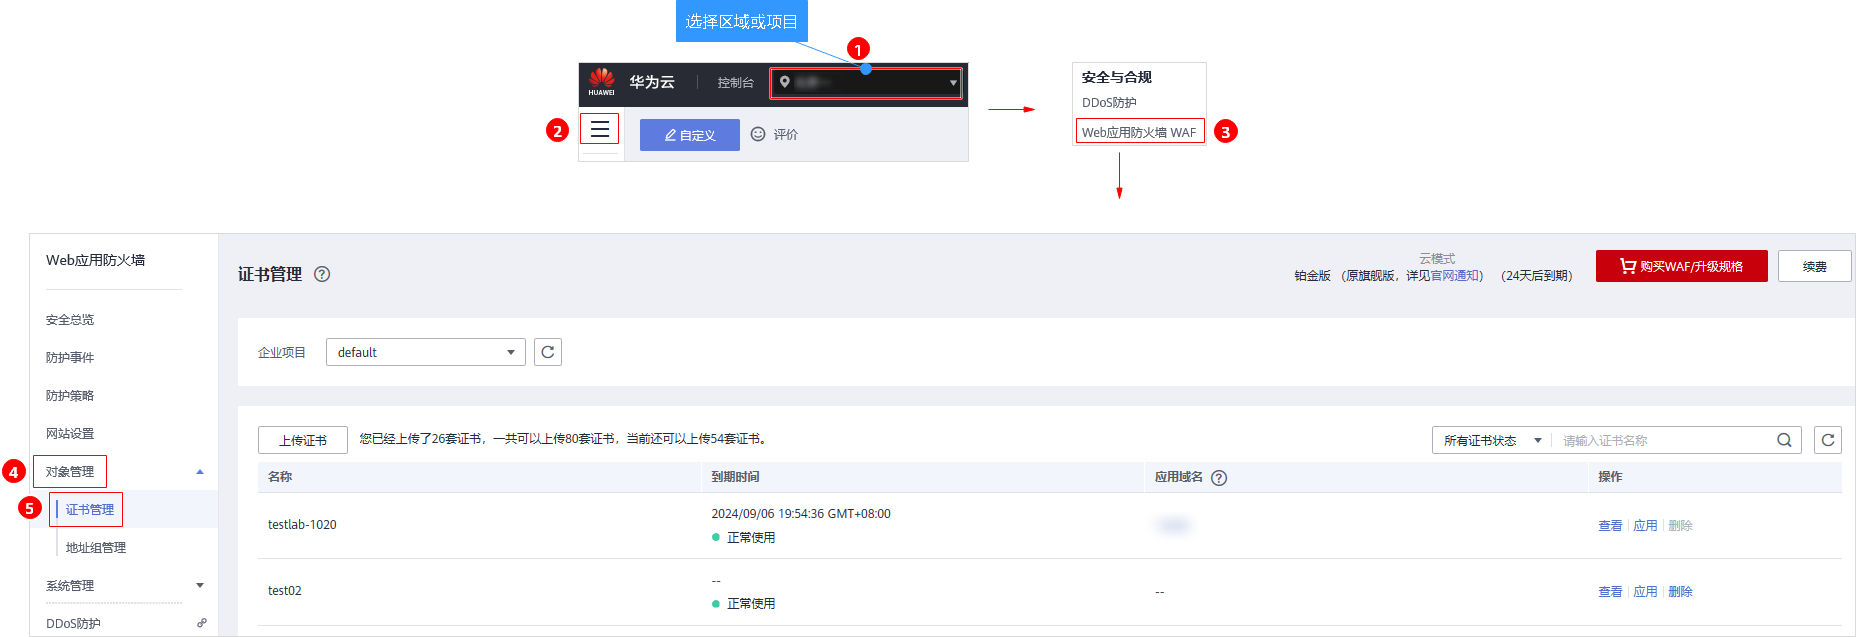 选择区域或项目
1
HUAWEI
华为云
控制台
2
自定义
评价
安全与合规
DDoS防护
Web应用防火墙 WAF
3
Web应用防火墙
安全总览
防护事件
防护策略
网站设置
4
对象管理
5
证书管理
地址组管理
系统管理
DDoS防护
证书管理
云模式
铂金版 （原旗舰版，详见官网通知） （24天后到期）
购买WAF/升级规格
续费
企业项目
default
上传证书
您已经上传了26套证书，一共可以上传80套证书，当前还可以上传54套证书。
所有证书状态
请输入证书名称
名称 到期时间 应用域名 操作
testlab-1020
2024/09/06 19:54:36 GMT+08:00
正常使用
查看 应用 删除
test02
--
正常使用
--
查看 应用 删除